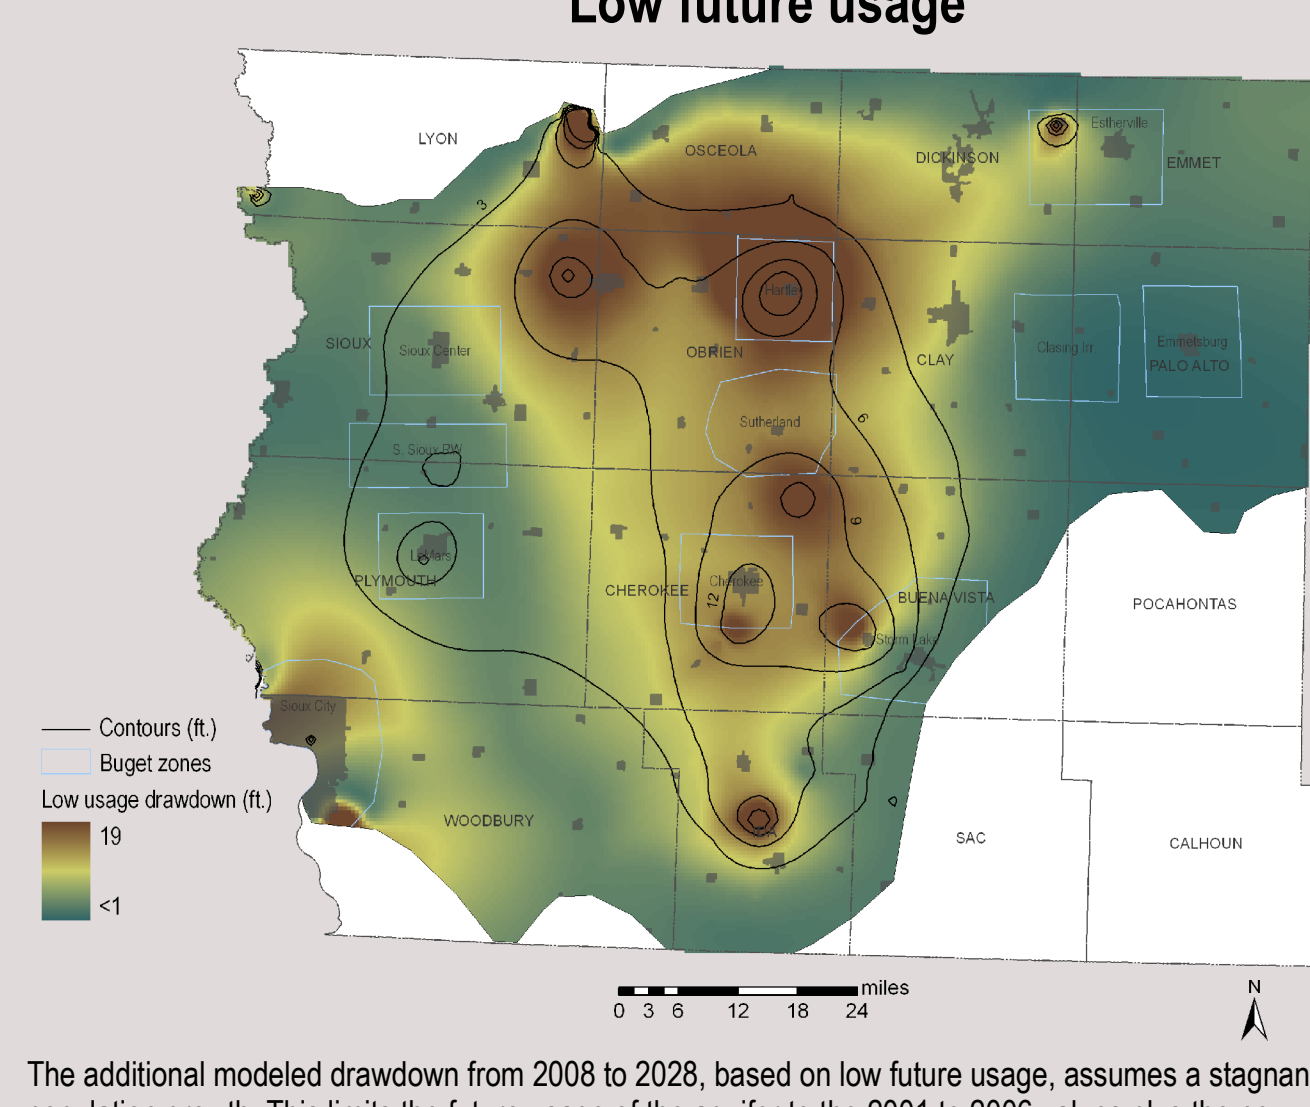 Low future usage
LYON
OSCEOLA
DICKINSON
Estherville
EMMET
3
Hartley
SIOUX
Sioux Center
OBRIEN
CLAY
Clasing Irr.
Emmetsburg
PALO ALTO
Sutherland
6
S. Sioux RW
9
LeMars
PLYMOUTH
CHEROKEE
Cherokee
12
BUENA VISTA
POCAHONTAS
Storm Lake
Sioux City
Contours (ft.)
Buget zones
Low usage drawdown (ft.)
19
<1
WOODBURY
IDA
SAC
CALHOUN
miles
0 3 6 12 18 24
N
The additional modeled drawdown from 2008 to 2028, based on low future usage, assumes a stagnan